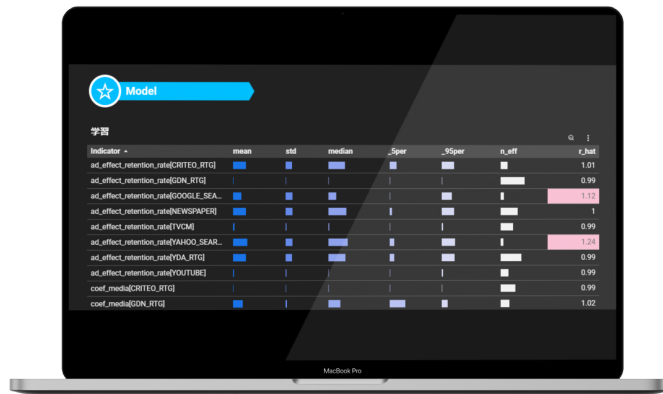 Model
学習
Indicator mean std median _5per _95per n_eff r_hat
ad_effect_retention_rate[CRITEO_RTG] 1.01
ad_effect_retention_rate[GDN_RTG] 0.99
ad_effect_retention_rate[GOOGLE_SEA... 1.12
ad_effect_retention_rate[NEWSPAPER] 1
ad_effect_retention_rate[TVCM] 0.99
ad_effect_retention_rate[YAHOO_SEAR... 1.24
ad_effect_retention_rate[YDA_RTG] 0.99
ad_effect_retention_rate[YOUTUBE] 0.99
coef_media[CRITEO_RTG] 0.99
coef_media[GDN_RTG] 1.02
MacBook Pro